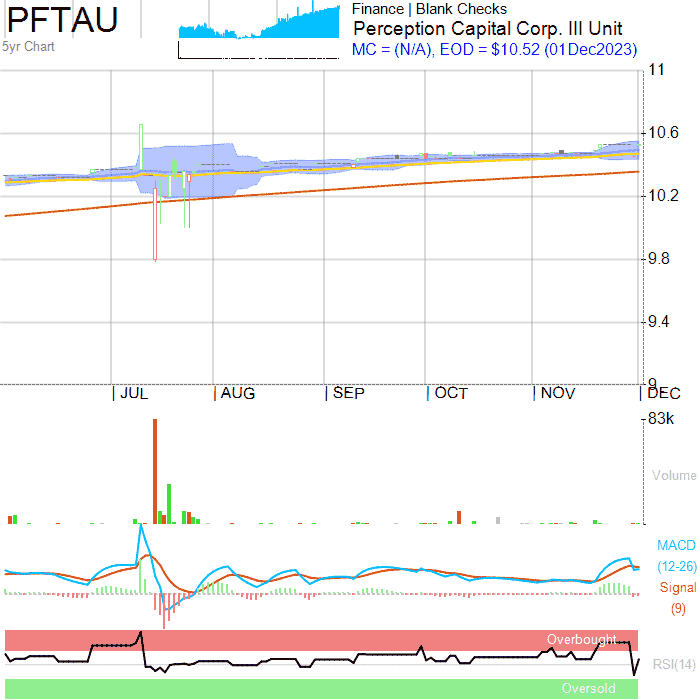 PFTAU
5yr Chart
Finance | Blank Checks
Perception Capital Corp. III Unit
MC = (N/A), EOD = $10.52 (01Dec2023)
11
10.6
10.2
9.8
9.4
9
JUL AUG SEP OCT NOV DEC
83k
Volume
MACD
(12-26)
Signal
(9)
Overbought
RSI(14)
Oversold